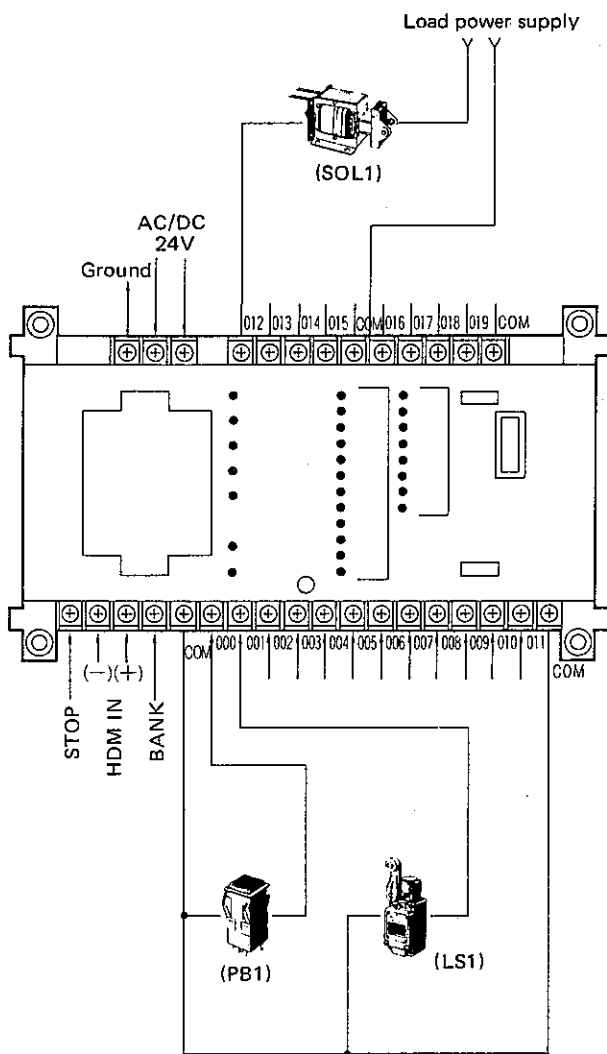 Load power supply
(SOL1)
AC/DC
24V
Ground
012 013 014 015 COM 016 017 018 019 COM
COM 000 001 002 003 004 005 006 007 008 009 010 011 COM
(−) (+)
STOP
HDM IN
BANK
(PB1)
(LS1)